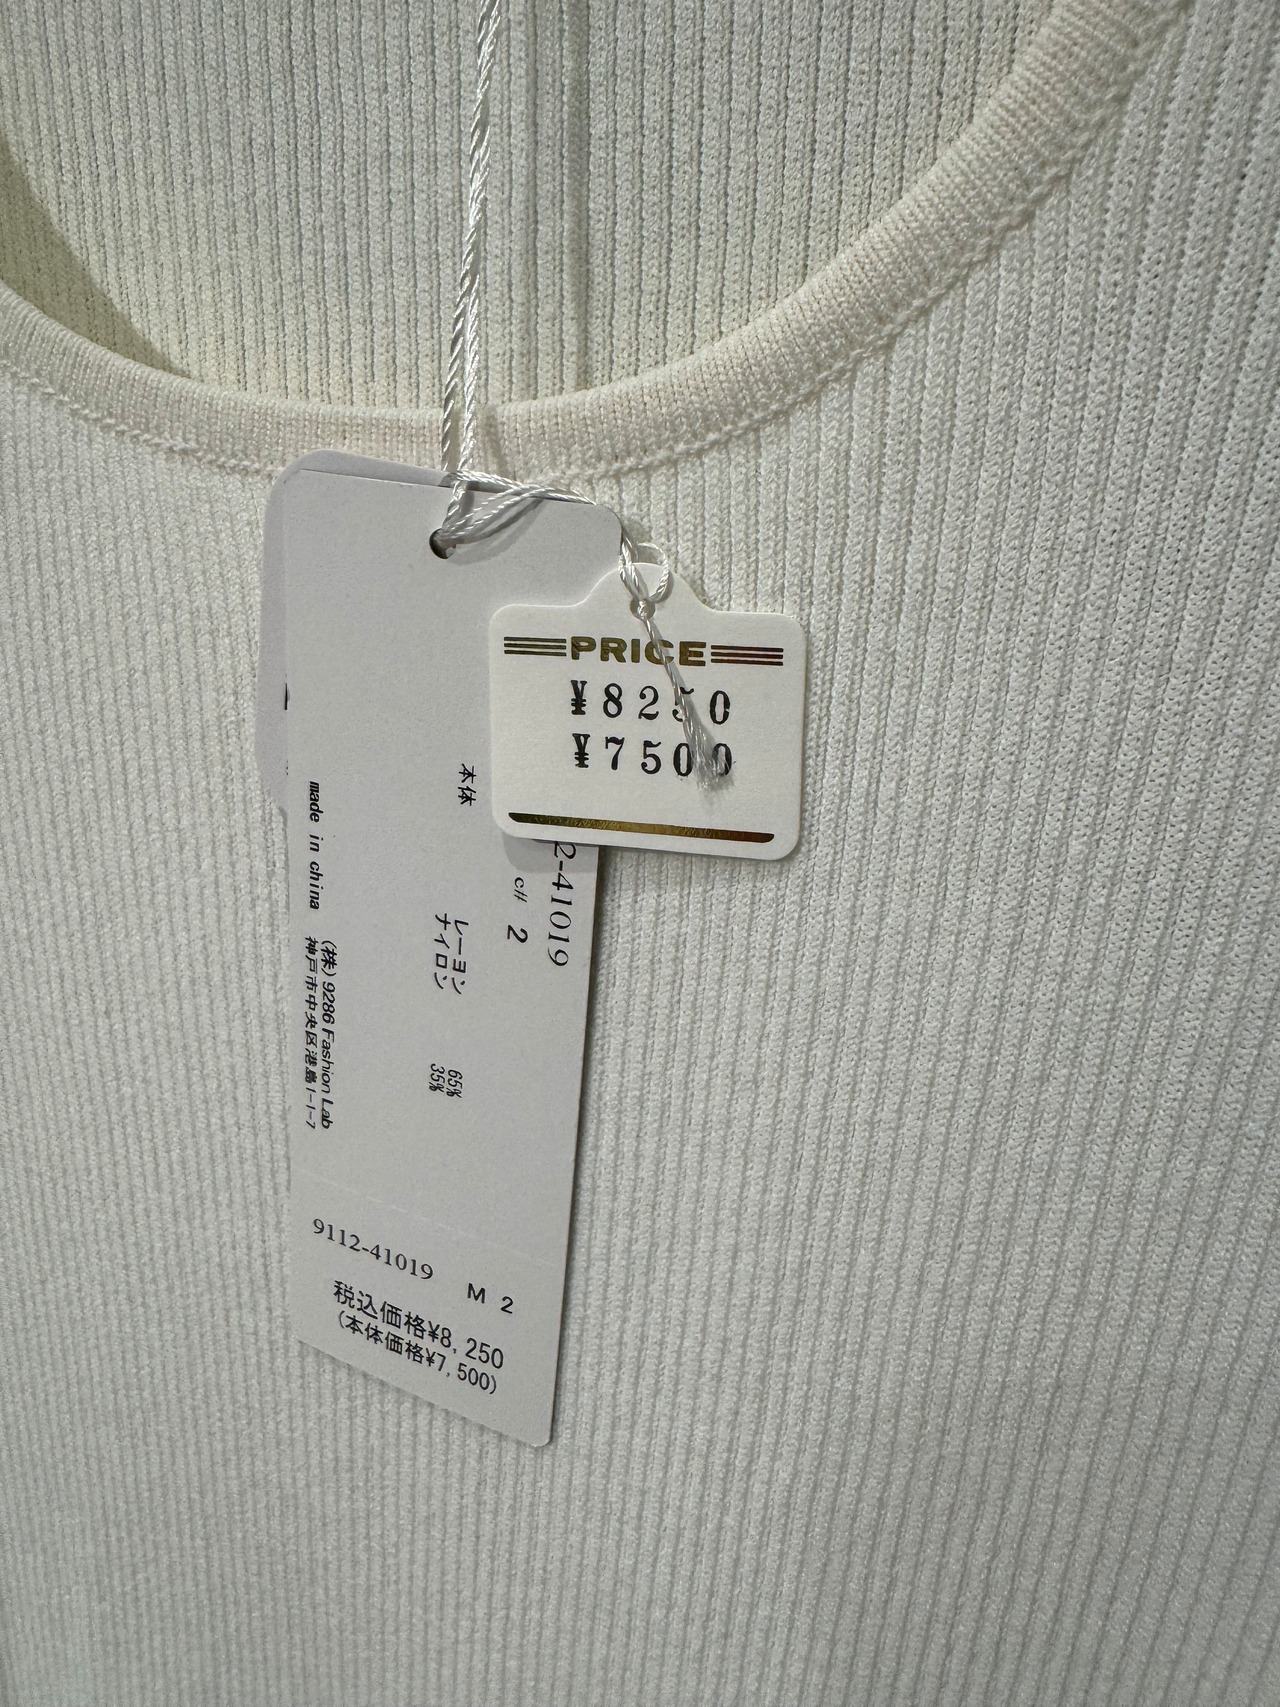 PRICE
¥8250
¥7500
2-41019
c# 2
本体
レーヨン 65%
ナイロン 35%
made in china
(株) 9286 Fashion Lab
神戸市中央区港島1-1-7
9112-41019 M 2
税込価格¥8,250
(本体価格¥7,500)